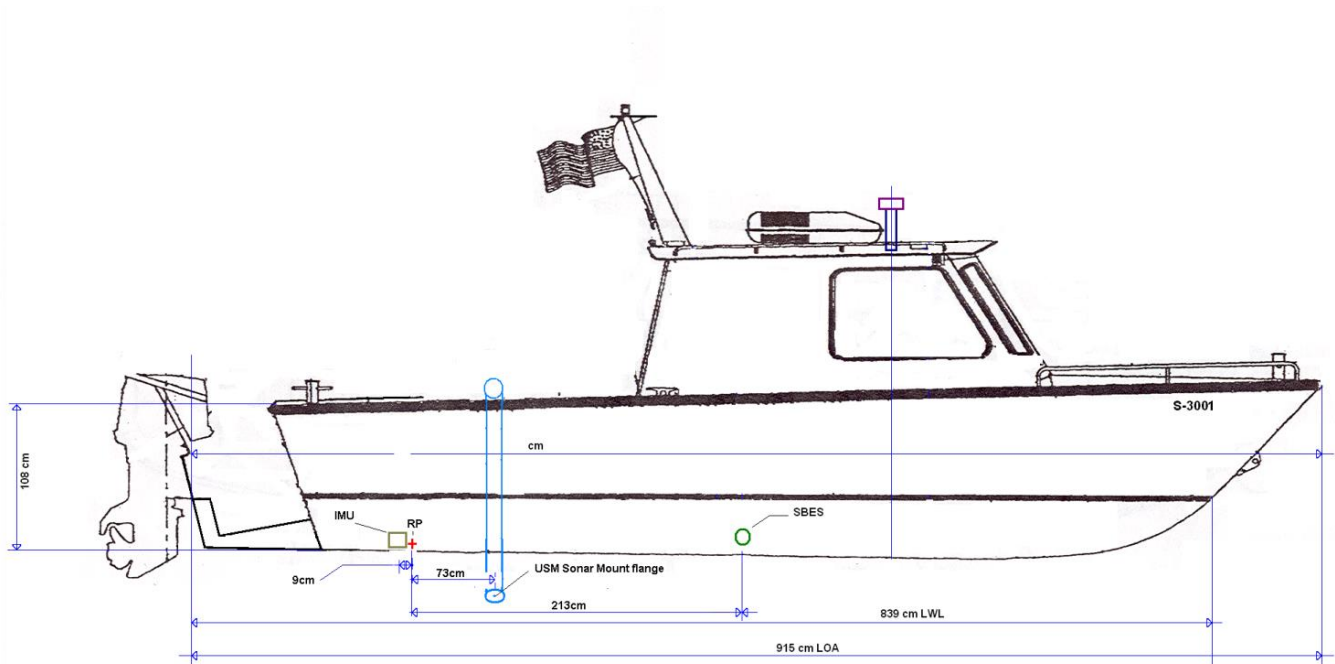 S-3001
cm
108 cm
IMU
RP
SBES
9cm
73cm
USM Sonar Mount flange
213cm
839 cm LWL
915 cm LOA